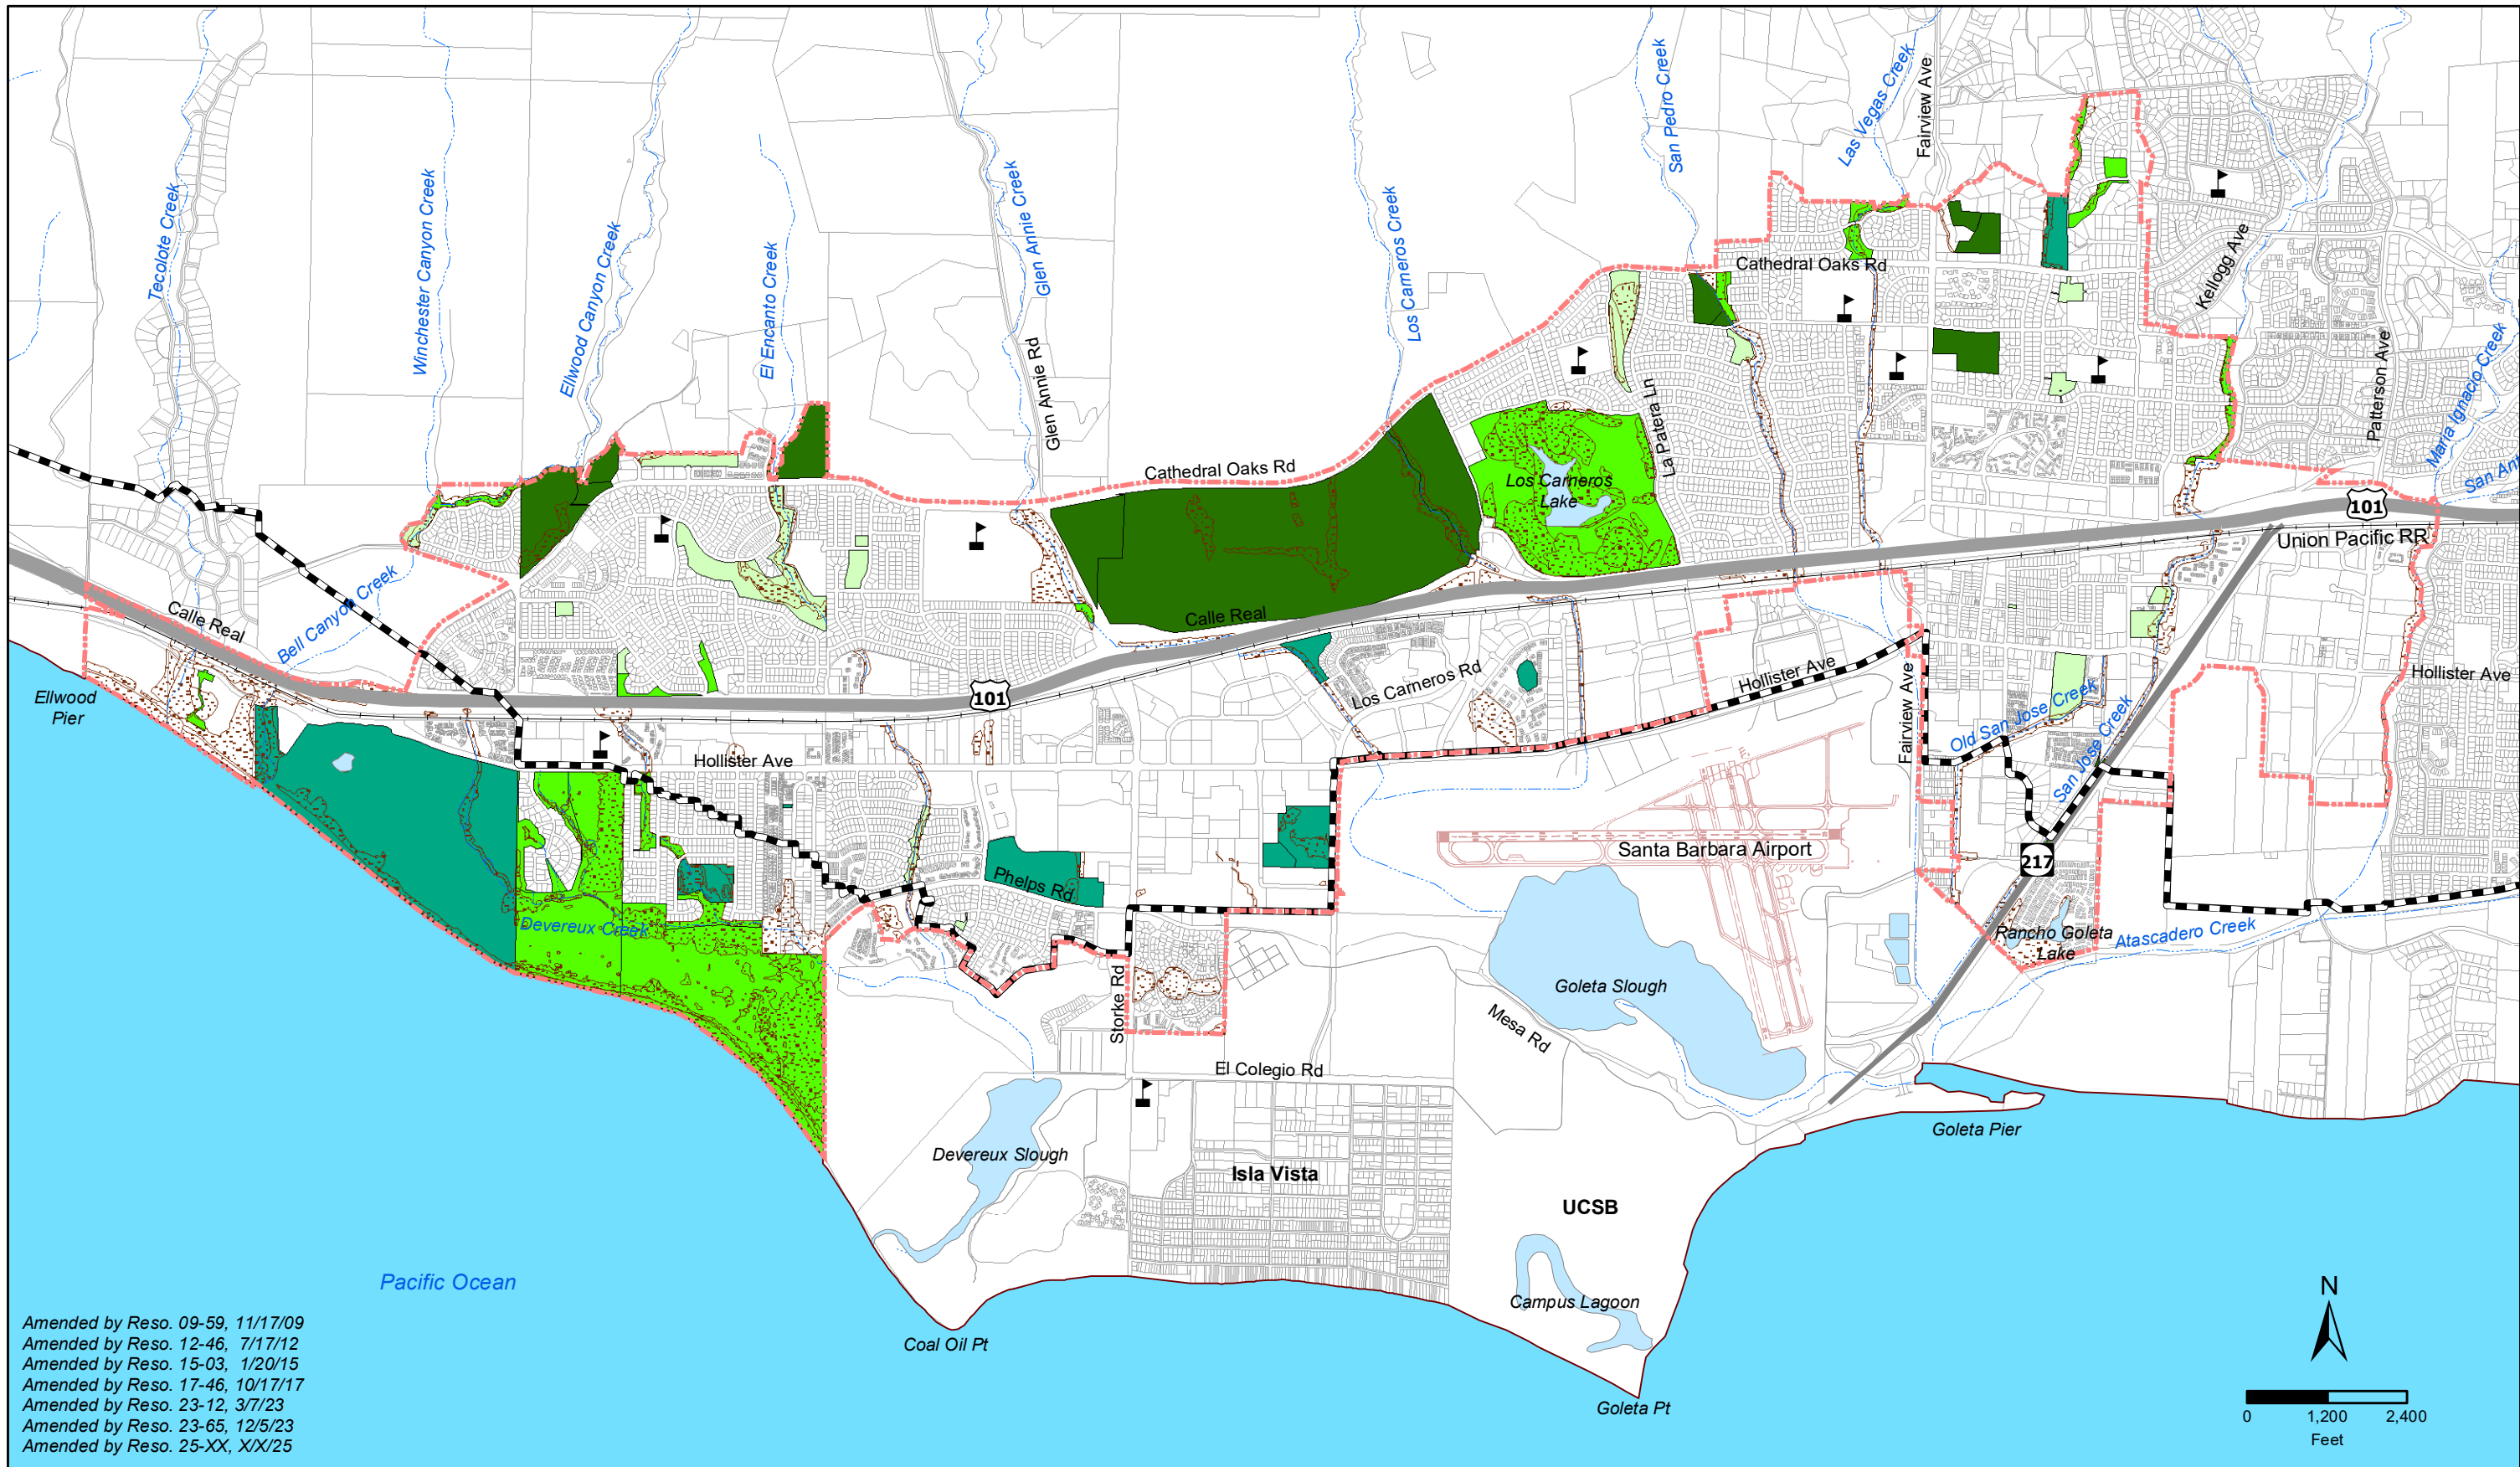 Tecolote Creek
Winchester Canyon Creek
Ellwood Canyon Creek
El Encanto Creek
Glen Annie Creek
Glen Annie Rd
Los Carneros Creek
San Pedro Creek
Las Vegas Creek
Fairview Ave
Cathedral Oaks Rd
Kellogg Ave
Patterson Ave
Maria Ignacio Creek
San Ant
La Patera Ln
Cathedral Oaks Rd
Los Carneros
Lake
101
Union Pacific RR
Calle Real
Bell Canyon Creek
Calle Real
Ellwood
Pier
101
Los Carneros Rd
Hollister Ave
Fairview Ave
Old San Jose Creek
San Jose Creek
Hollister Ave
Hollister Ave
Santa Barbara Airport
217
Phelps Rd
Devereux Creek
Rancho Goleta
Lake
Atascadero Creek
Storke Rd
Goleta Slough
Mesa Rd
El Colegio Rd
Goleta Pier
Devereux Slough
Isla Vista
UCSB
Pacific Ocean
Campus Lagoon
Coal Oil Pt
Goleta Pt
Amended by Reso. 09-59, 11/17/09
Amended by Reso. 12-46, 7/17/12
Amended by Reso. 15-03, 1/20/15
Amended by Reso. 17-46, 10/17/17
Amended by Reso. 23-12, 3/7/23
Amended by Reso. 23-65, 12/5/23
Amended by Reso. 25-XX, X/X/25
N
0 1,200 2,400
Feet